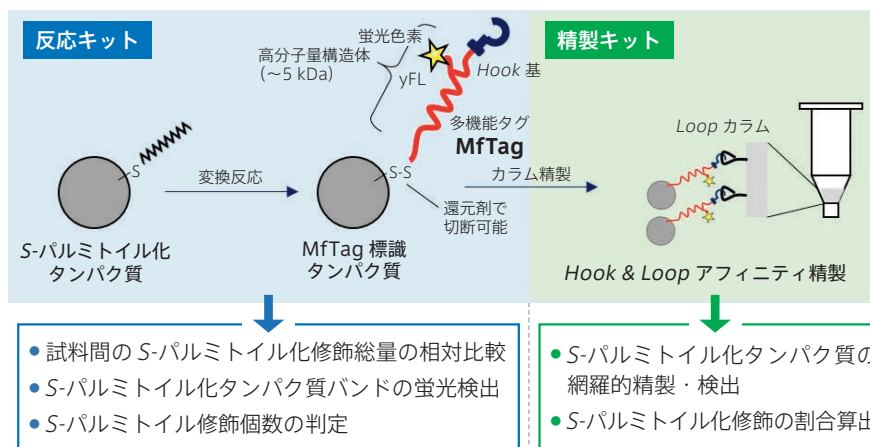 反応キット
蛍光色素
高分子量構造体
(〜5 kDa)
yFL
Hook 基
多機能タグ
MfTag
S
変換反応
S-S
還元剤で
切断可能
S-パルミトイル化
タンパク質
MfTag 標識
タンパク質
精製キット
Loop カラム
カラム精製
Hook & Loop アフィニティ精製
• 試料間の S-パルミトイル化修飾総量の相対比較
• S-パルミトイル化タンパク質バンドの蛍光検出
• S-パルミトイル修飾個数の判定
• S-パルミトイル化タンパク質の
網羅的精製・検出
• S-パルミトイル化修飾の割合算出